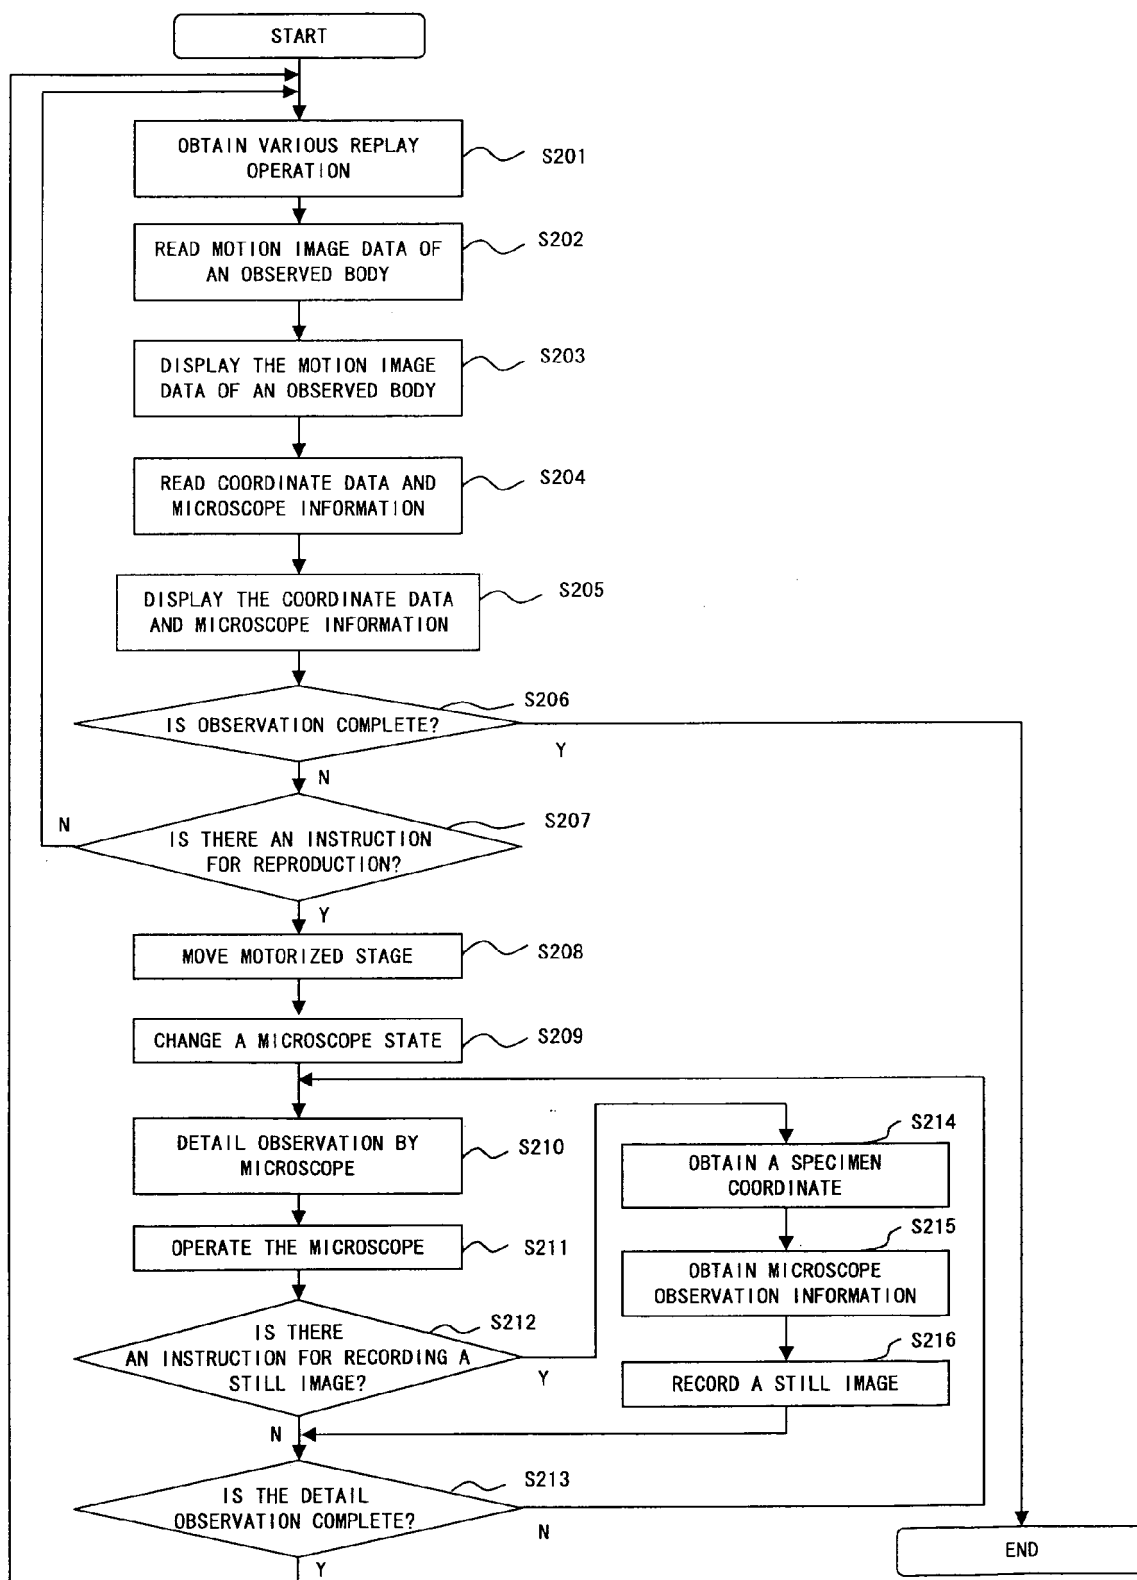 START
OBTAIN VARIOUS REPLAY
OPERATION
S201
READ MOTION IMAGE DATA OF
AN OBSERVED BODY
S202
DISPLAY THE MOTION IMAGE
DATA OF AN OBSERVED BODY
S203
READ COORDINATE DATA AND
MICROSCOPE INFORMATION
S204
DISPLAY THE COORDINATE DATA
AND MICROSCOPE INFORMATION
S205
IS OBSERVATION COMPLETE?
S206
Y
N
IS THERE AN INSTRUCTION
FOR REPRODUCTION?
S207
N
Y
MOVE MOTORIZED STAGE
S208
CHANGE A MICROSCOPE STATE
S209
DETAIL OBSERVATION BY
MICROSCOPE
S210
OPERATE THE MICROSCOPE
S211
IS THERE
AN INSTRUCTION FOR RECORDING A
STILL IMAGE?
S212
Y
N
OBTAIN A SPECIMEN
COORDINATE
S214
OBTAIN MICROSCOPE
OBSERVATION INFORMATION
S215
RECORD A STILL IMAGE
S216
IS THE DETAIL
OBSERVATION COMPLETE?
S213
N
Y
END